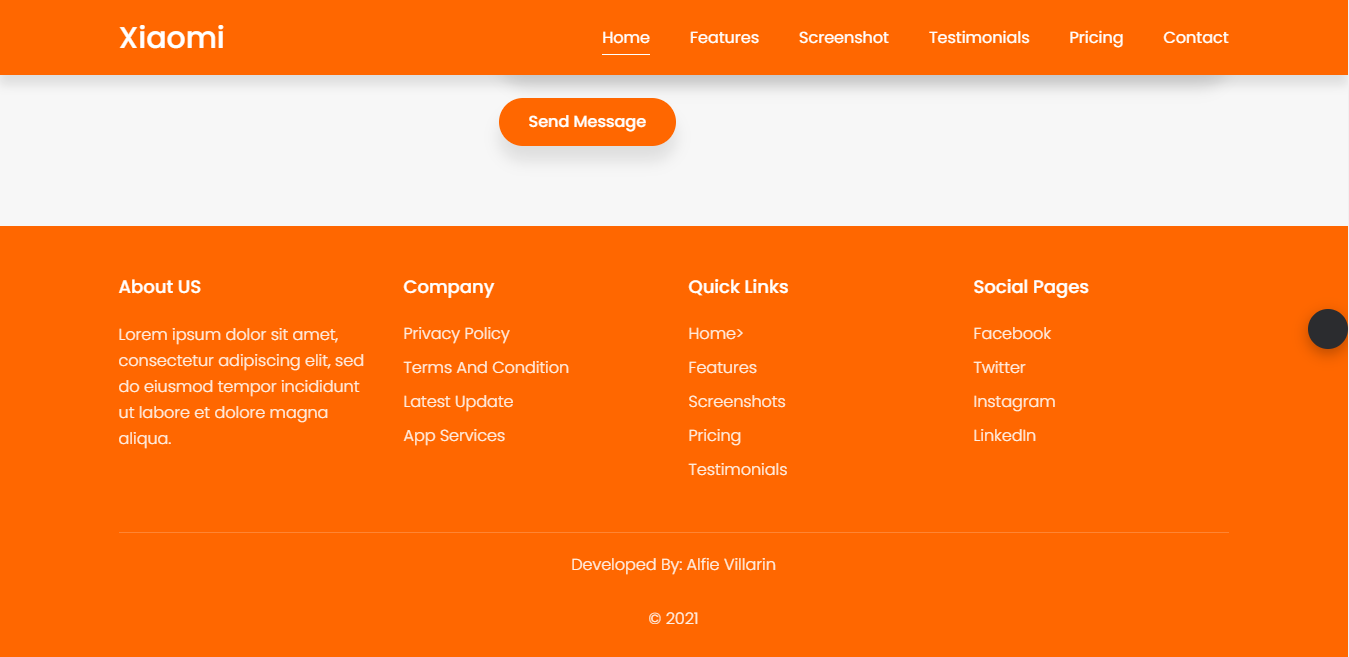 Xiaomi
Home
Features
Screenshot
Testimonials
Pricing
Contact
Send Message
About US
Lorem ipsum dolor sit amet,
consectetur adipiscing elit, sed
do eiusmod tempor incididunt
ut labore et dolore magna
aliqua.
Company
Privacy Policy
Terms And Condition
Latest Update
App Services
Quick Links
Home>
Features
Screenshots
Pricing
Testimonials
Social Pages
Facebook
Twitter
Instagram
LinkedIn
Developed By: Alfie Villarin
© 2021